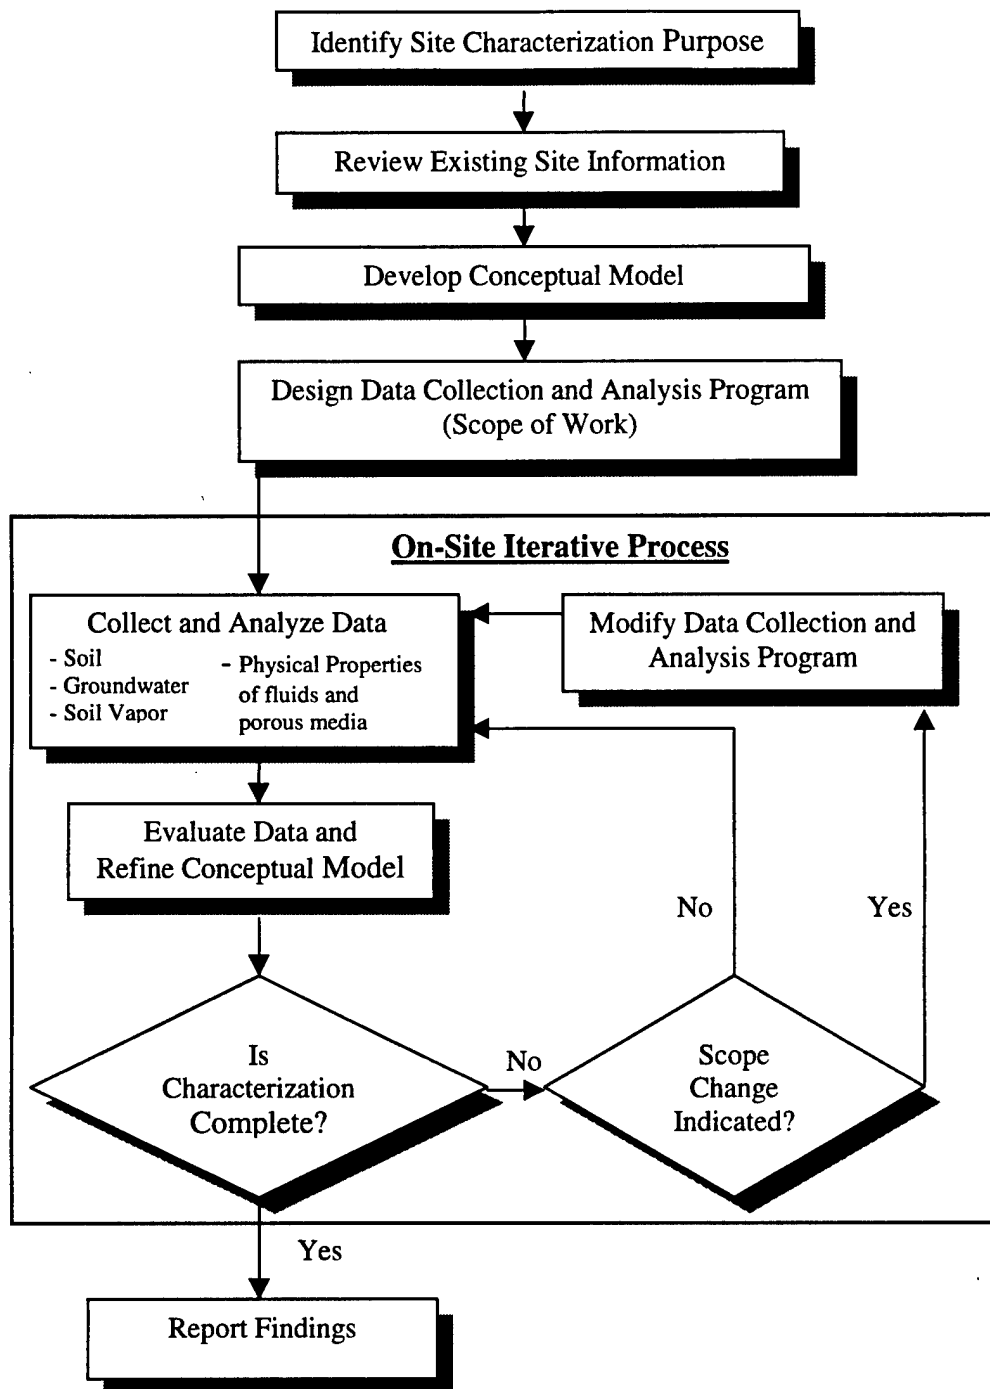 Identify Site Characterization Purpose
Review Existing Site Information
Develop Conceptual Model
Design Data Collection and Analysis Program
(Scope of Work)
On-Site Iterative Process
Collect and Analyze Data
- Soil
- Groundwater
- Soil Vapor
- Physical Properties
of fluids and
porous media
Modify Data Collection and
Analysis Program
Evaluate Data and
Refine Conceptual Model
No
Yes
Is
Characterization
Complete?
No
Scope
Change
Indicated?
Yes
Report Findings